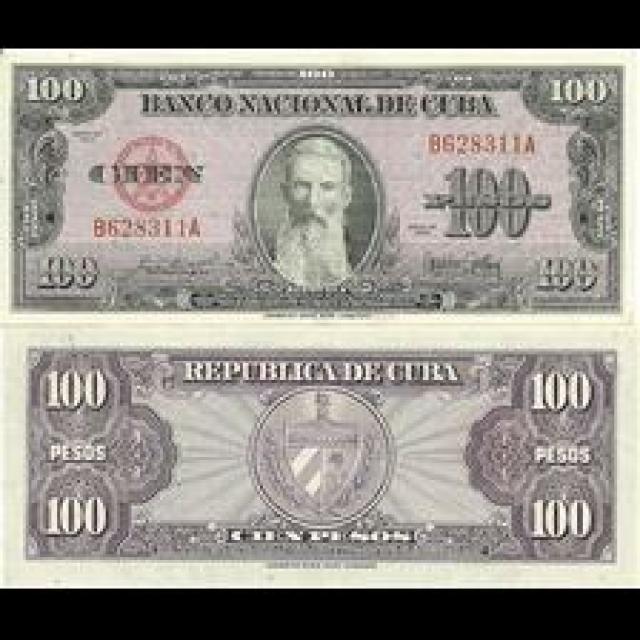 100 100 100
BANCO NACIONAL DE CUBA
B628311A
CIEN 100
PESOS
B628311A
100 100
REPUBLICA DE CUBA
100 100
PESOS PESOS
100 100
CIEN PESOS